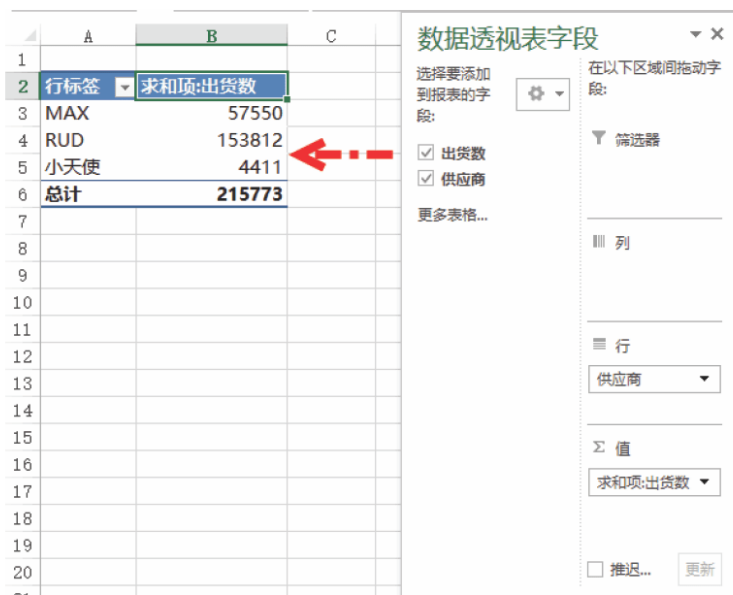 A B C
1
2 行标签 求和项:出货数
3 MAX 57550
4 RUD 153812
5 小天使 4411
6 总计 215773
7
8
9
10
11
12
13
14
15
16
17
18
19
20
数据透视表字段
选择要添加
到报表的字
段:
出货数
供应商
更多表格...
在以下区域间拖动字
段:
筛选器
列
行
供应商
Σ 值
求和项:出货数
推迟...
更新